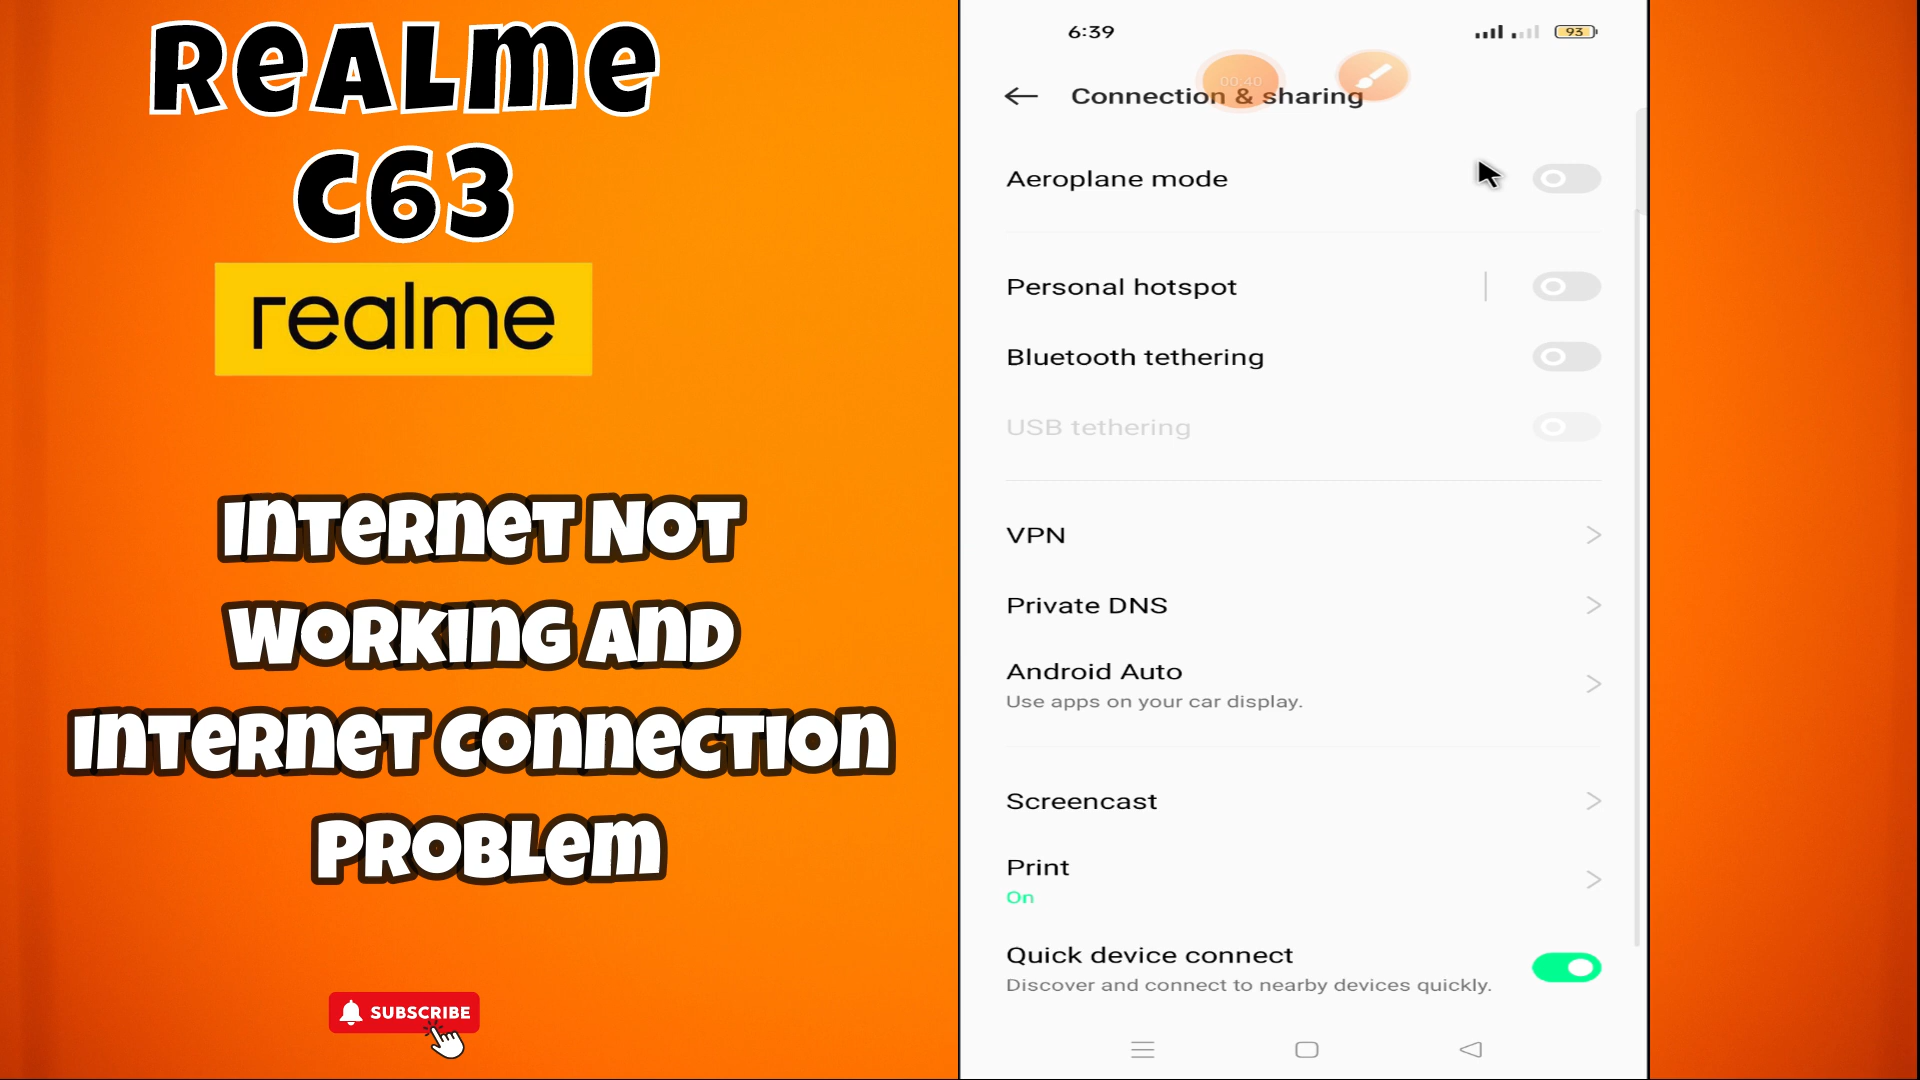 Realme
C63
realme
Internet not
working and
internet connection
problem
SUBSCRIBE
6:39
93
00:40
Connection & sharing
Aeroplane mode
Personal hotspot
Bluetooth tethering
USB tethering
VPN
Private DNS
Android Auto
Use apps on your car display.
Screencast
Print
On
Quick device connect
Discover and connect to nearby devices quickly.